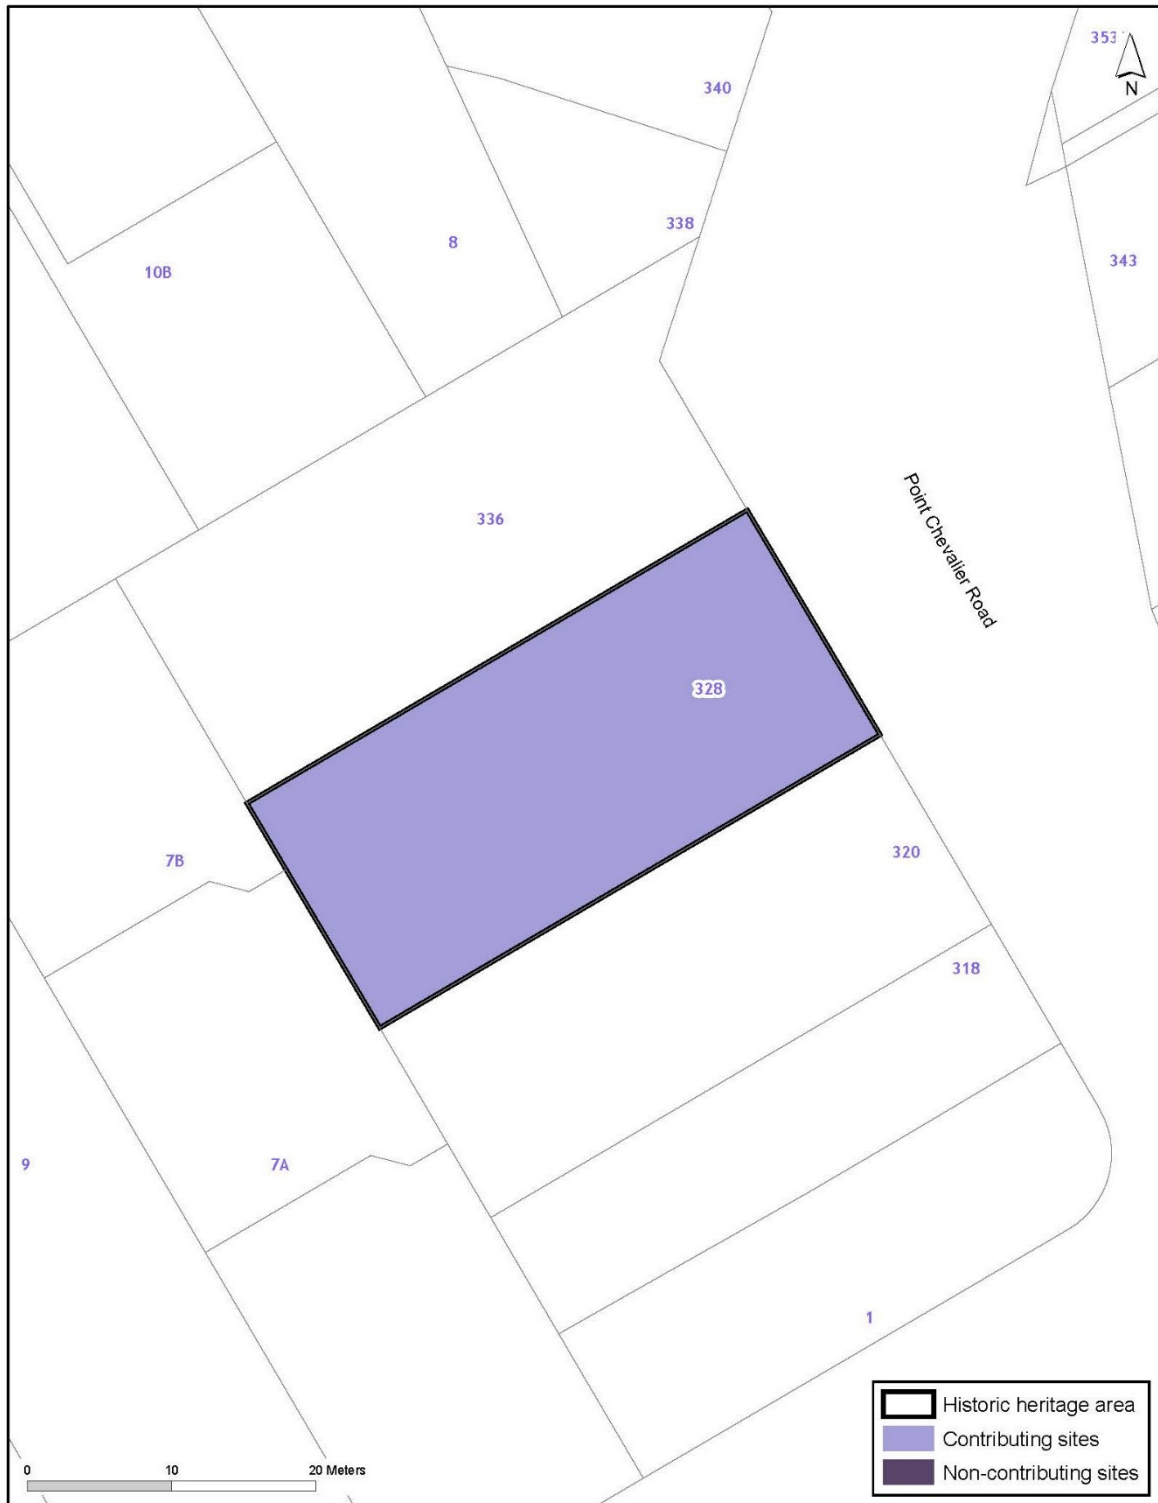 353
340
N
338
8
343
10B
336
Point Chevalier Road
328
320
7B
318
9
7A
1
Historic heritage area
Contributing sites
Non-contributing sites
0 10 20 Meters